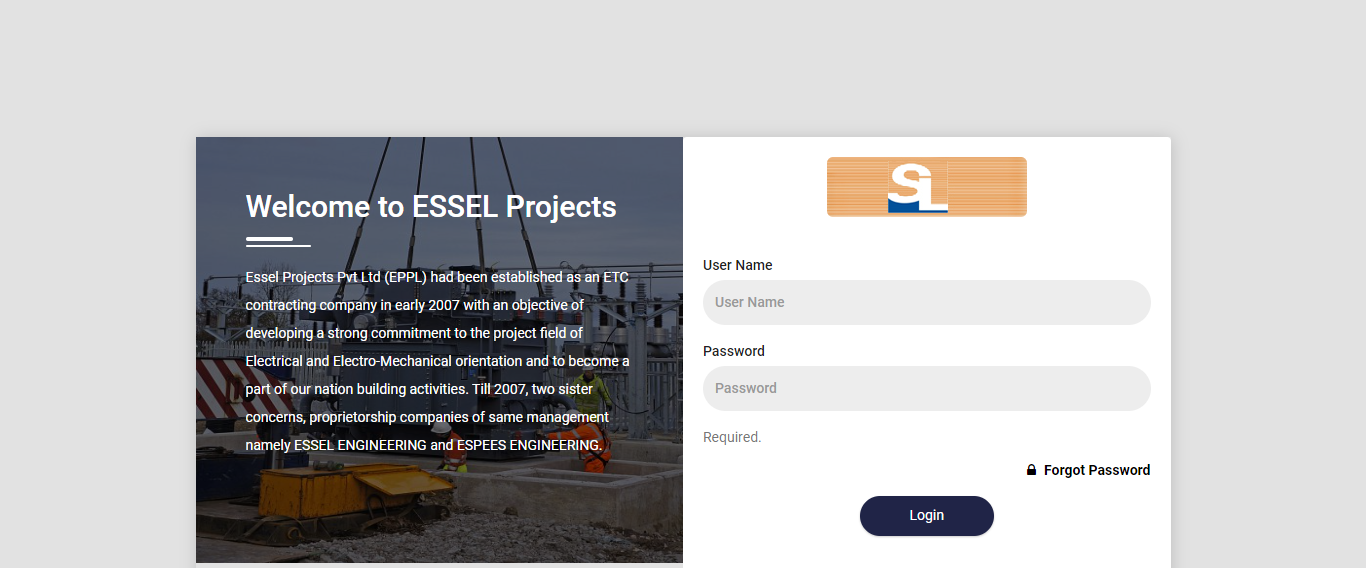 Welcome to ESSEL Projects
Essel Projects Pvt Ltd (EPPL) had been established as an ETC
contracting company in early 2007 with an objective of
developing a strong commitment to the project field of
Electrical and Electro-Mechanical orientation and to become a
part of our nation building activities. Till 2007, two sister
concerns, proprietorship companies of same management
namely ESSEL ENGINEERING and ESPEES ENGINEERING.
SL
User Name
User Name
Password
Password
Required.
Forgot Password
Login